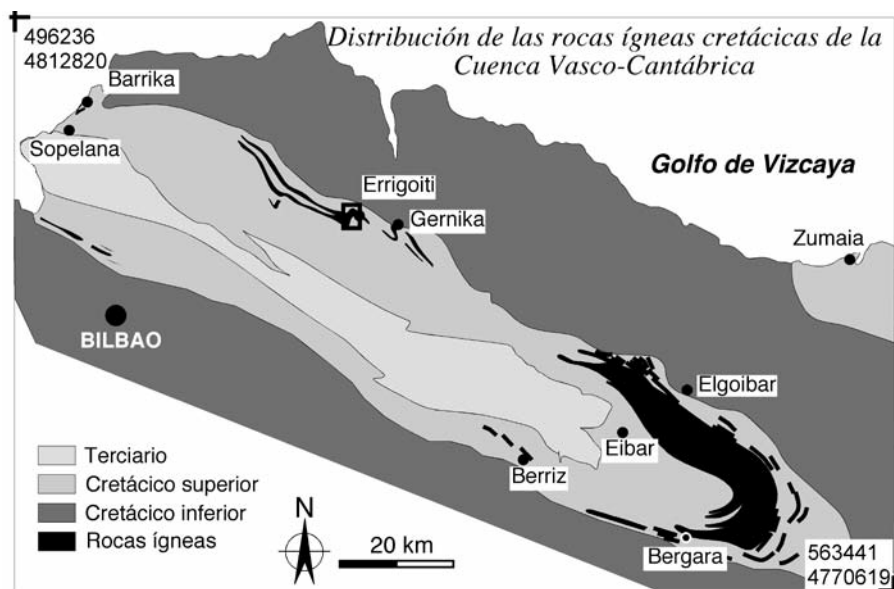 496236
4812820
Distribución de las rocas ígneas cretácicas de la
Cuenca Vasco-Cantábrica
Barrika
Sopelana
Golfo de Vizcaya
Errigoiti
Gernika
Zumaia
BILBAO
Elgoibar
Eibar
Berriz
Terciario
Cretácico superior
Cretácico inferior
Rocas ígneas
N
20 km
Bergara
563441
4770619